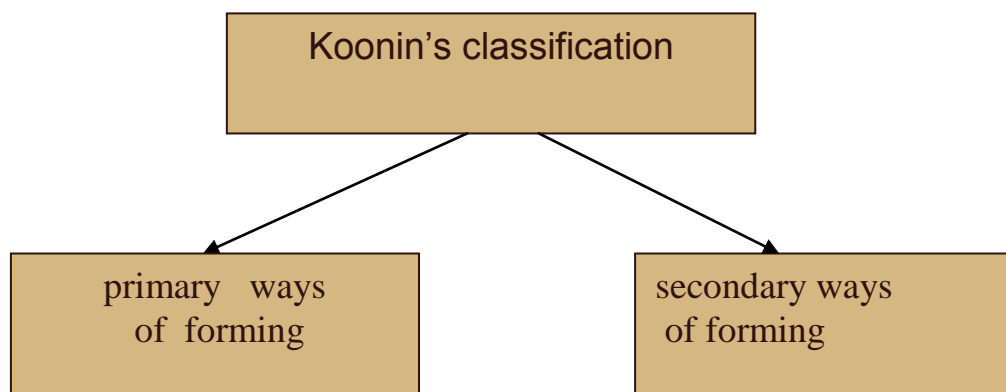 Koonin’s classification
primary ways
of forming
secondary ways
of forming